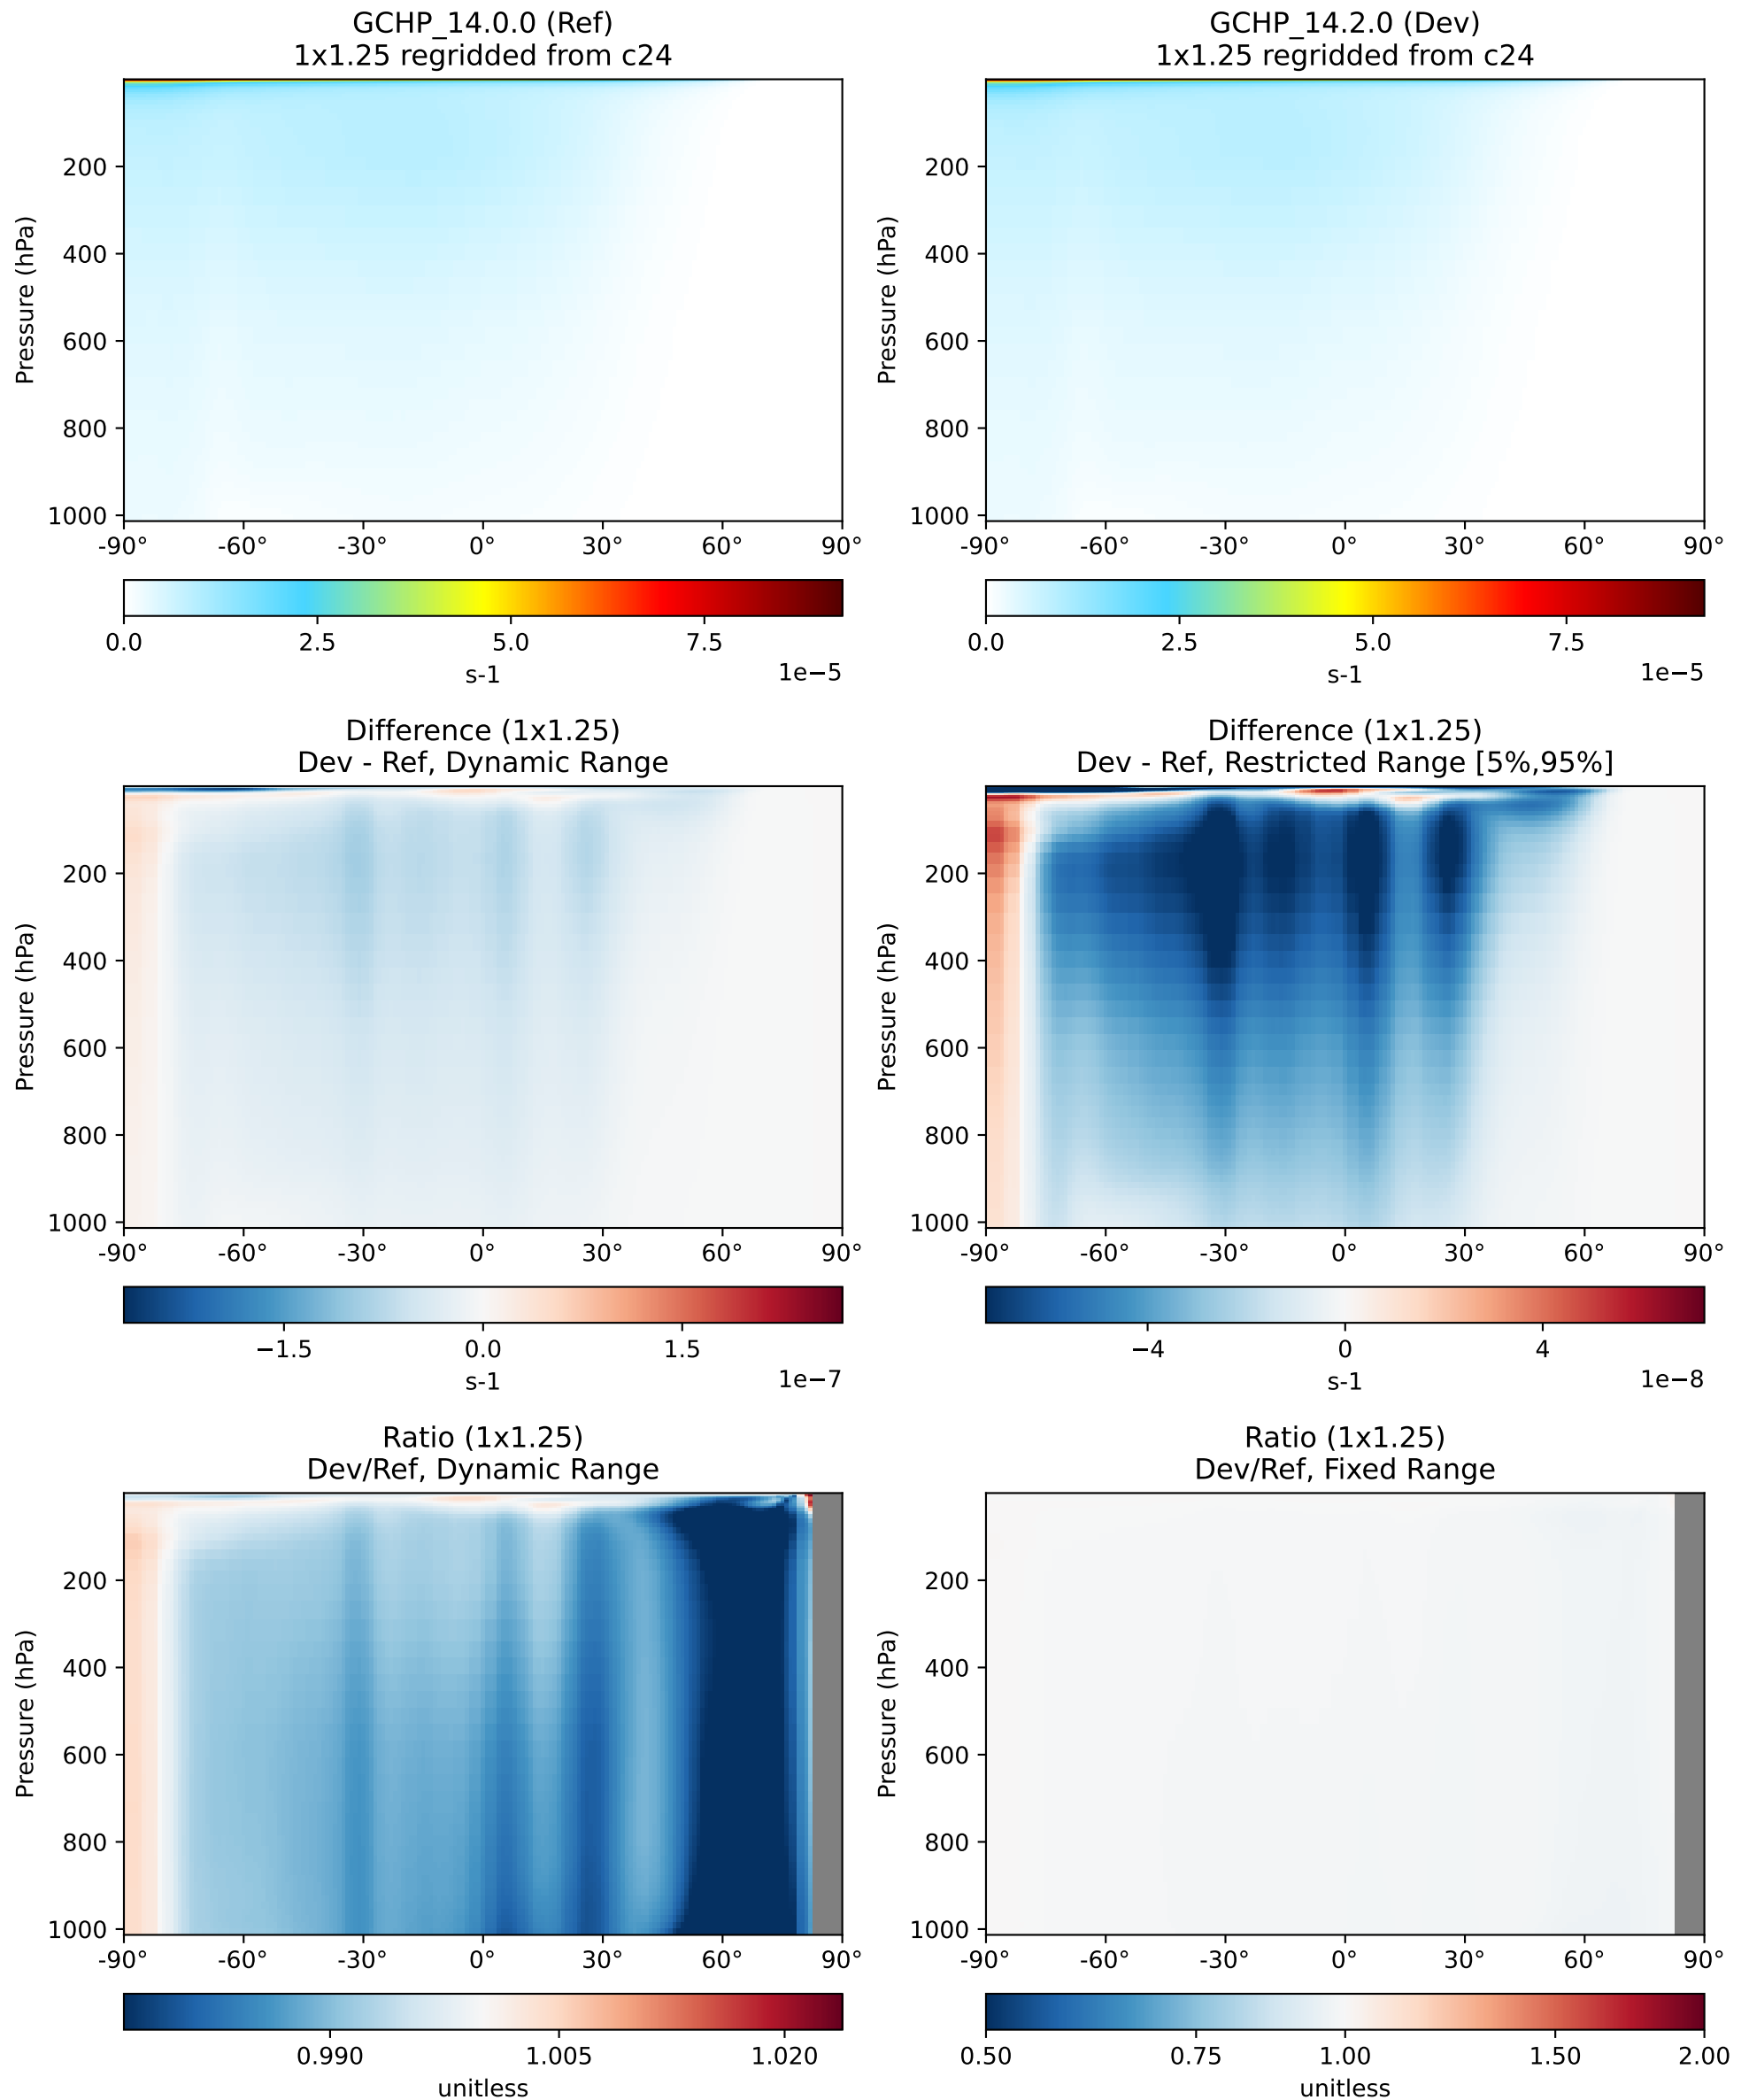 GCHP_14.0.0 (Ref)
1x1.25 regridded from c24
Pressure (hPa)
200
400
600
800
1000
-90° -60° -30° 0° 30° 60° 90°
0.0 2.5 5.0 7.5
s-1
1e−5
GCHP_14.2.0 (Dev)
1x1.25 regridded from c24
Pressure (hPa)
200
400
600
800
1000
-90° -60° -30° 0° 30° 60° 90°
0.0 2.5 5.0 7.5
s-1
1e−5
Difference (1x1.25)
Dev - Ref, Dynamic Range
Pressure (hPa)
200
400
600
800
1000
-90° -60° -30° 0° 30° 60° 90°
−1.5 0.0 1.5
s-1
1e−7
Difference (1x1.25)
Dev - Ref, Restricted Range [5%,95%]
Pressure (hPa)
200
400
600
800
1000
-90° -60° -30° 0° 30° 60° 90°
−4 0 4
s-1
1e−8
Ratio (1x1.25)
Dev/Ref, Dynamic Range
Pressure (hPa)
200
400
600
800
1000
-90° -60° -30° 0° 30° 60° 90°
0.990 1.005 1.020
unitless
Ratio (1x1.25)
Dev/Ref, Fixed Range
Pressure (hPa)
200
400
600
800
1000
-90° -60° -30° 0° 30° 60° 90°
0.50 0.75 1.00 1.50 2.00
unitless